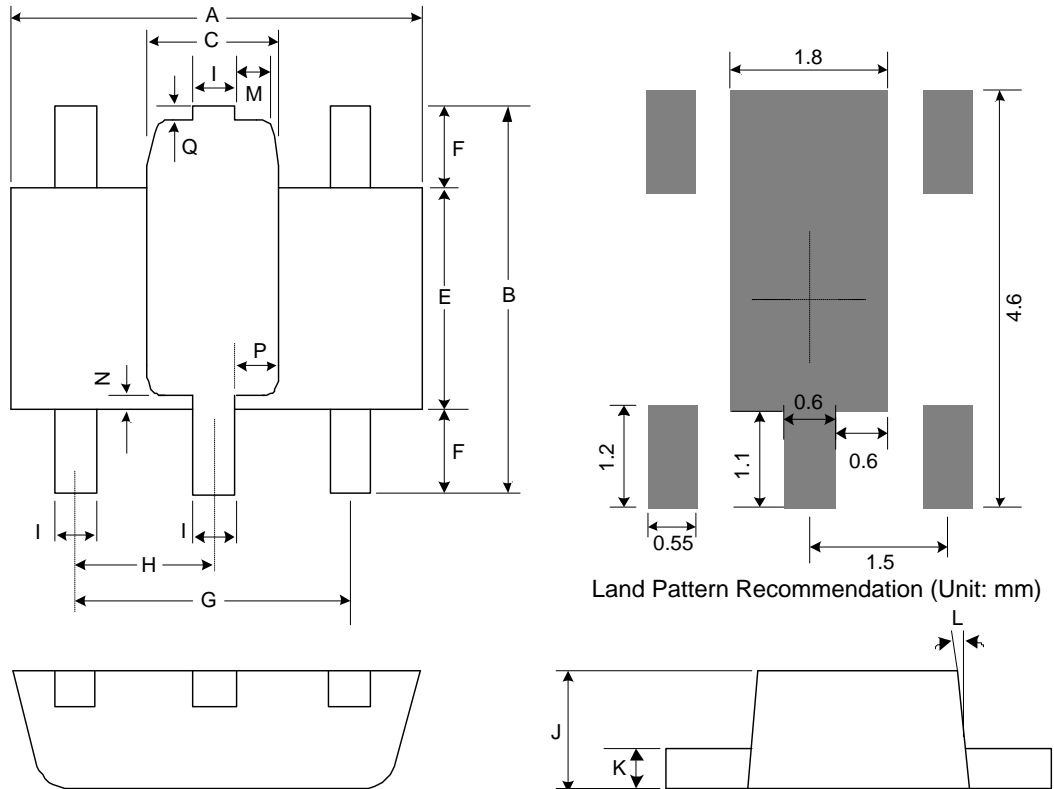 A
C
I
M
Q
F
E
B
P
N
F
I
I
H
G
1.8
4.6
0.6
1.2
1.1
0.6
0.55
1.5
Land Pattern Recommendation (Unit: mm)
L
J
K